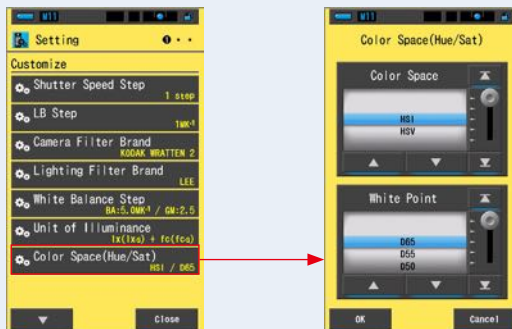 M11
Setting
Customize
Shutter Speed Step
1 step
LB Step
1MK⁻¹
Camera Filter Brand
KODAK WRATTEN 2
Lighting Filter Brand
LEE
White Balance Step
BA:5.0MK⁻¹ / GM:2.5
Unit of Illuminance
lx(lxs) + fc(fcs)
Color Space(Hue/Sat)
HSI / D65
Close
M11
Color Space(Hue/Sat)
Color Space
HSI
HSV
White Point
D65
D55
D50
OK
Cancel